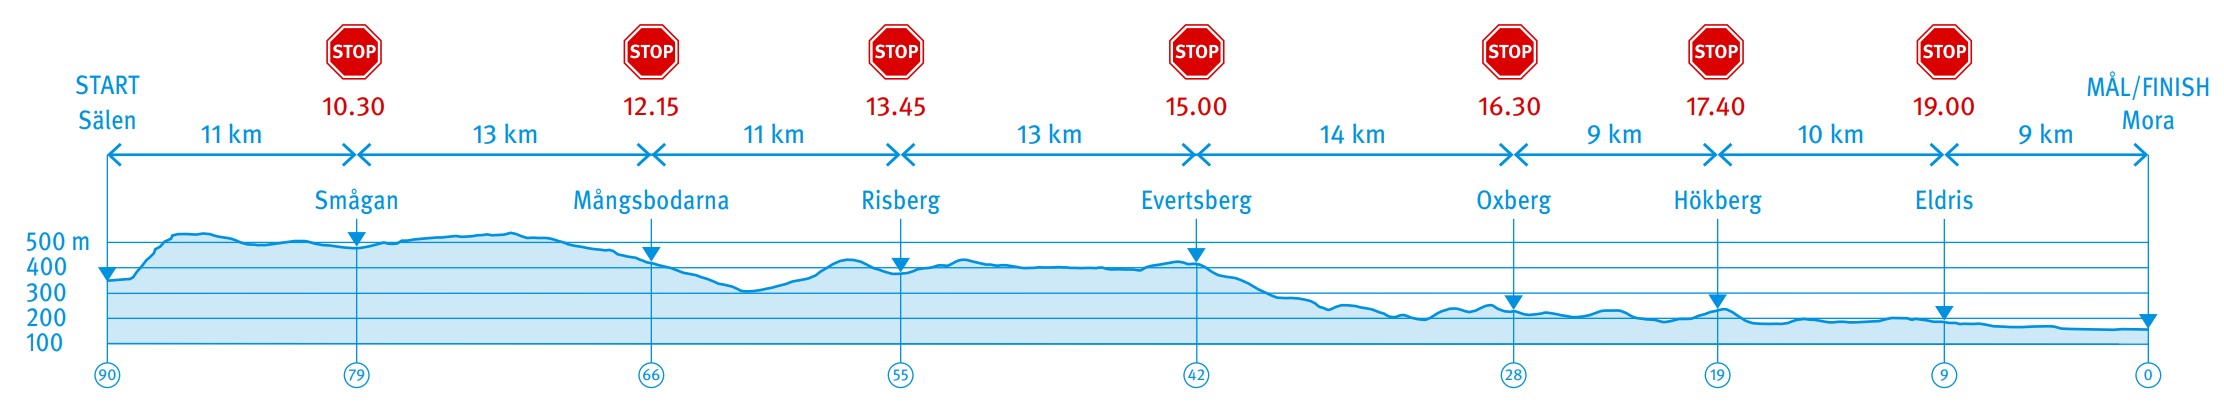 STOP STOP STOP STOP STOP STOP STOP
START MÅL/FINISH
10.30 12.15 13.45 15.00 16.30 17.40 19.00
Sälen Mora
11 km 13 km 11 km 13 km 14 km 9 km 10 km 9 km
Smågan Mångsbodarna Risberg Evertsberg Oxberg Hökberg Eldris
500 m
400
300
200
100
90 79 66 55 42 28 19 9 0